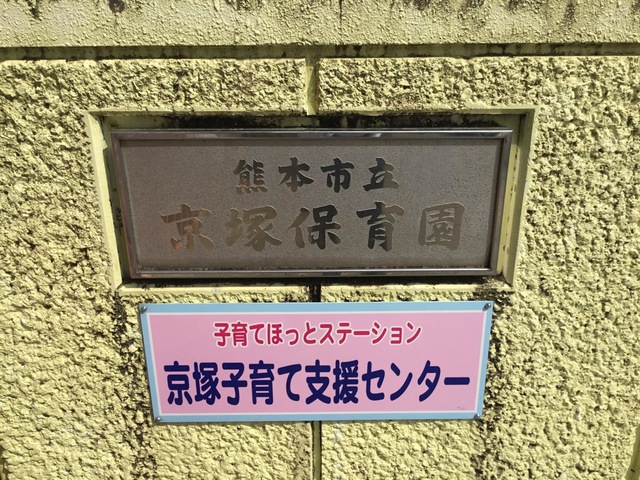 熊本市立
京塚保育園
子育てほっとステーション
京塚子育て支援センター